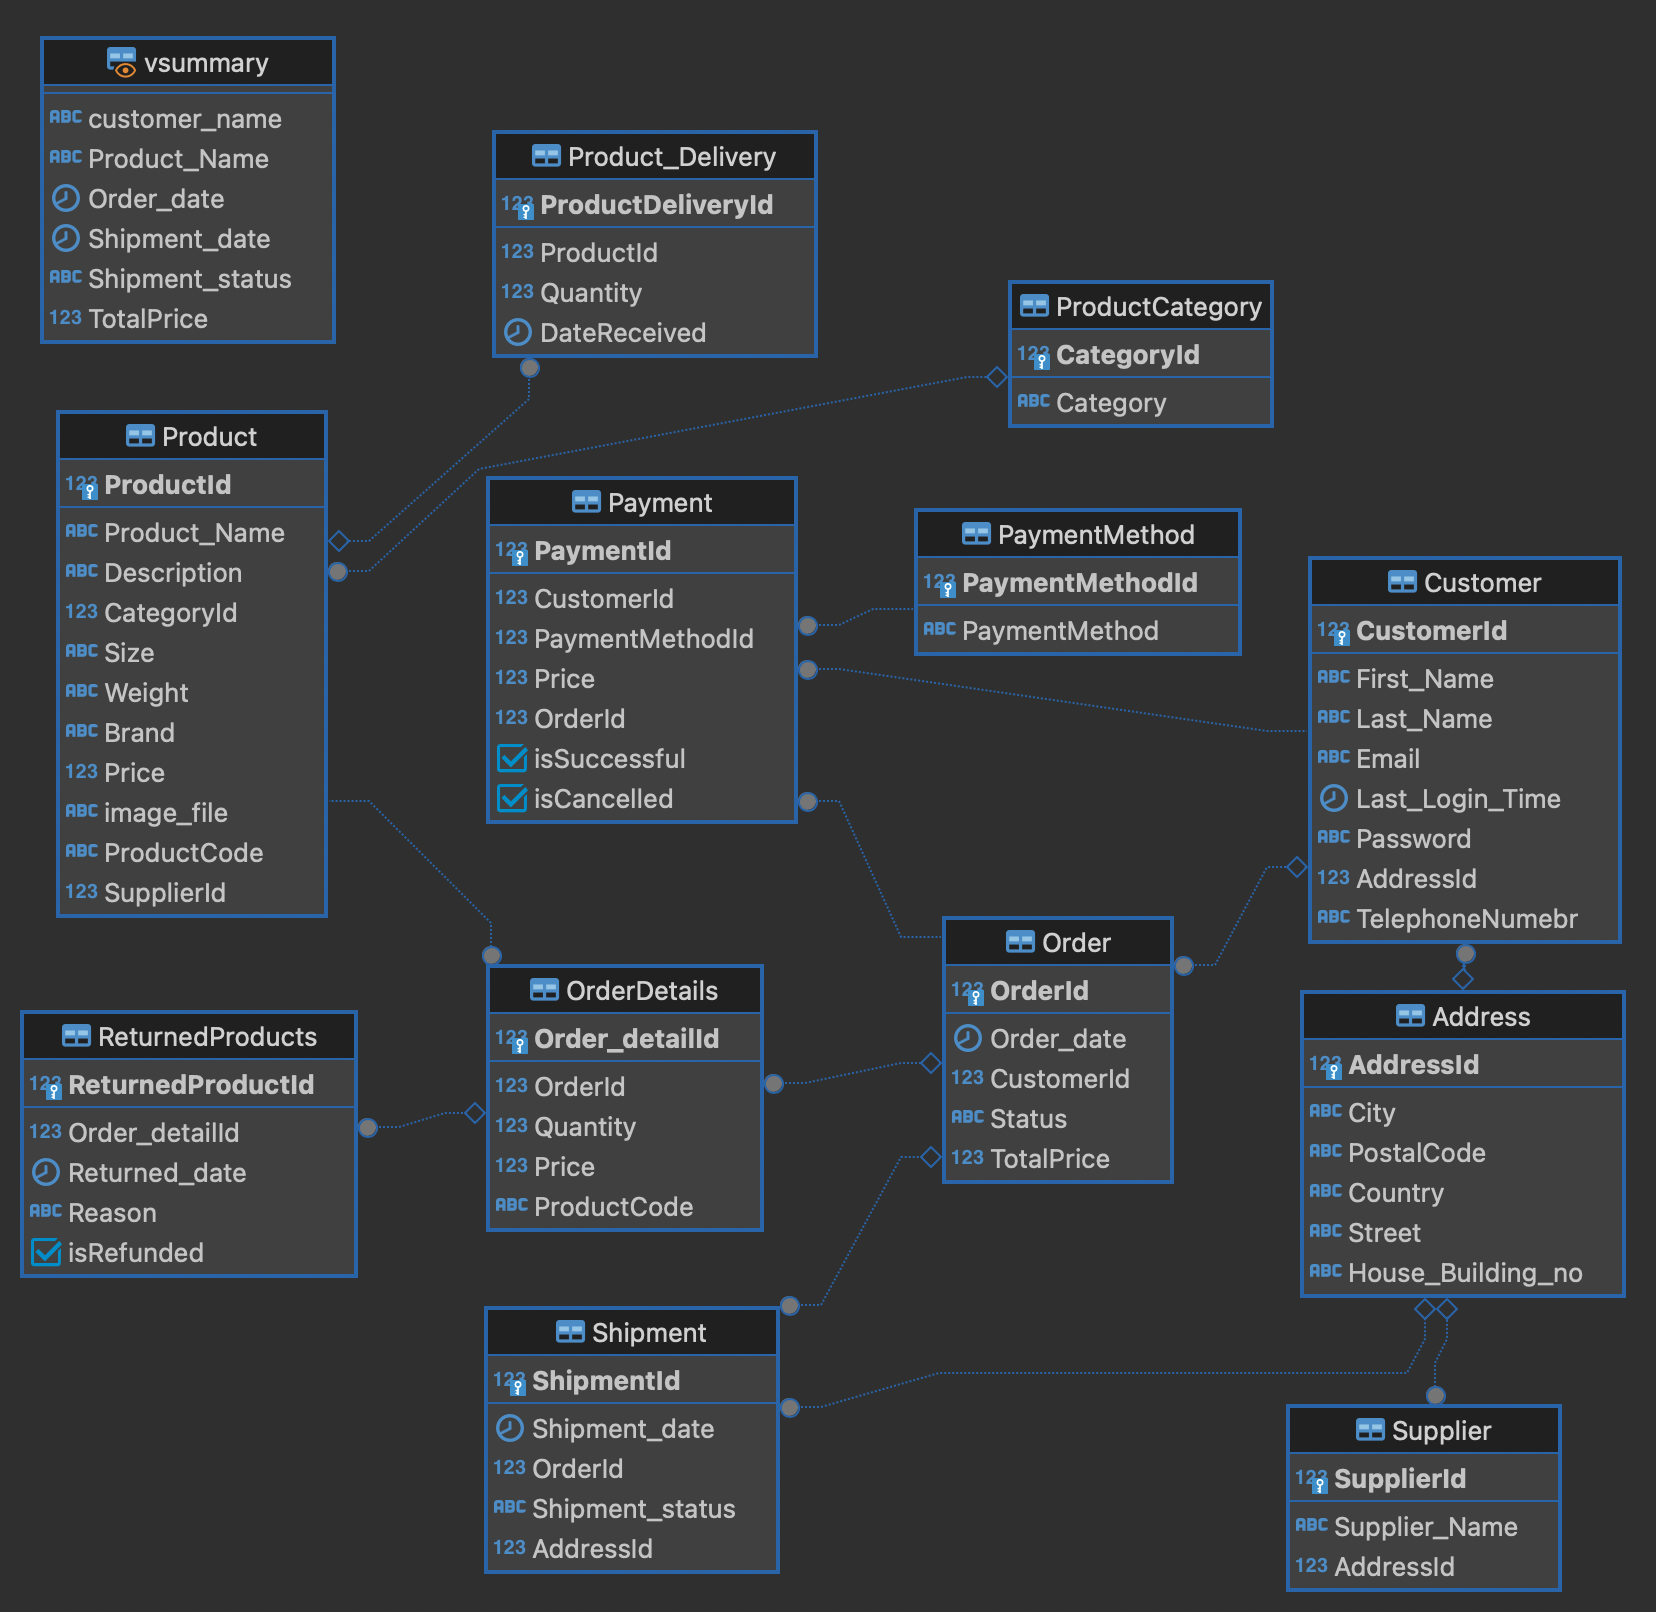 vsummary
ABC customer_name
ABC Product_Name
Order_date
Shipment_date
ABC Shipment_status
123 TotalPrice
Product_Delivery
123 ProductDeliveryId
123 ProductId
123 Quantity
DateReceived
ProductCategory
123 CategoryId
ABC Category
Product
123 ProductId
ABC Product_Name
ABC Description
123 CategoryId
ABC Size
ABC Weight
ABC Brand
123 Price
ABC image_file
ABC ProductCode
123 SupplierId
Payment
123 PaymentId
123 CustomerId
123 PaymentMethodId
123 Price
123 OrderId
isSuccessful
isCancelled
PaymentMethod
123 PaymentMethodId
ABC PaymentMethod
Customer
123 CustomerId
ABC First_Name
ABC Last_Name
ABC Email
Last_Login_Time
ABC Password
123 AddressId
ABC TelephoneNumebr
ReturnedProducts
123 ReturnedProductId
123 Order_detailId
Returned_date
ABC Reason
isRefunded
OrderDetails
123 Order_detailId
123 OrderId
123 Quantity
123 Price
ABC ProductCode
Order
123 OrderId
Order_date
123 CustomerId
ABC Status
123 TotalPrice
Address
123 AddressId
ABC City
ABC PostalCode
ABC Country
ABC Street
ABC House_Building_no
Shipment
123 ShipmentId
Shipment_date
123 OrderId
ABC Shipment_status
123 AddressId
Supplier
123 SupplierId
ABC Supplier_Name
123 AddressId